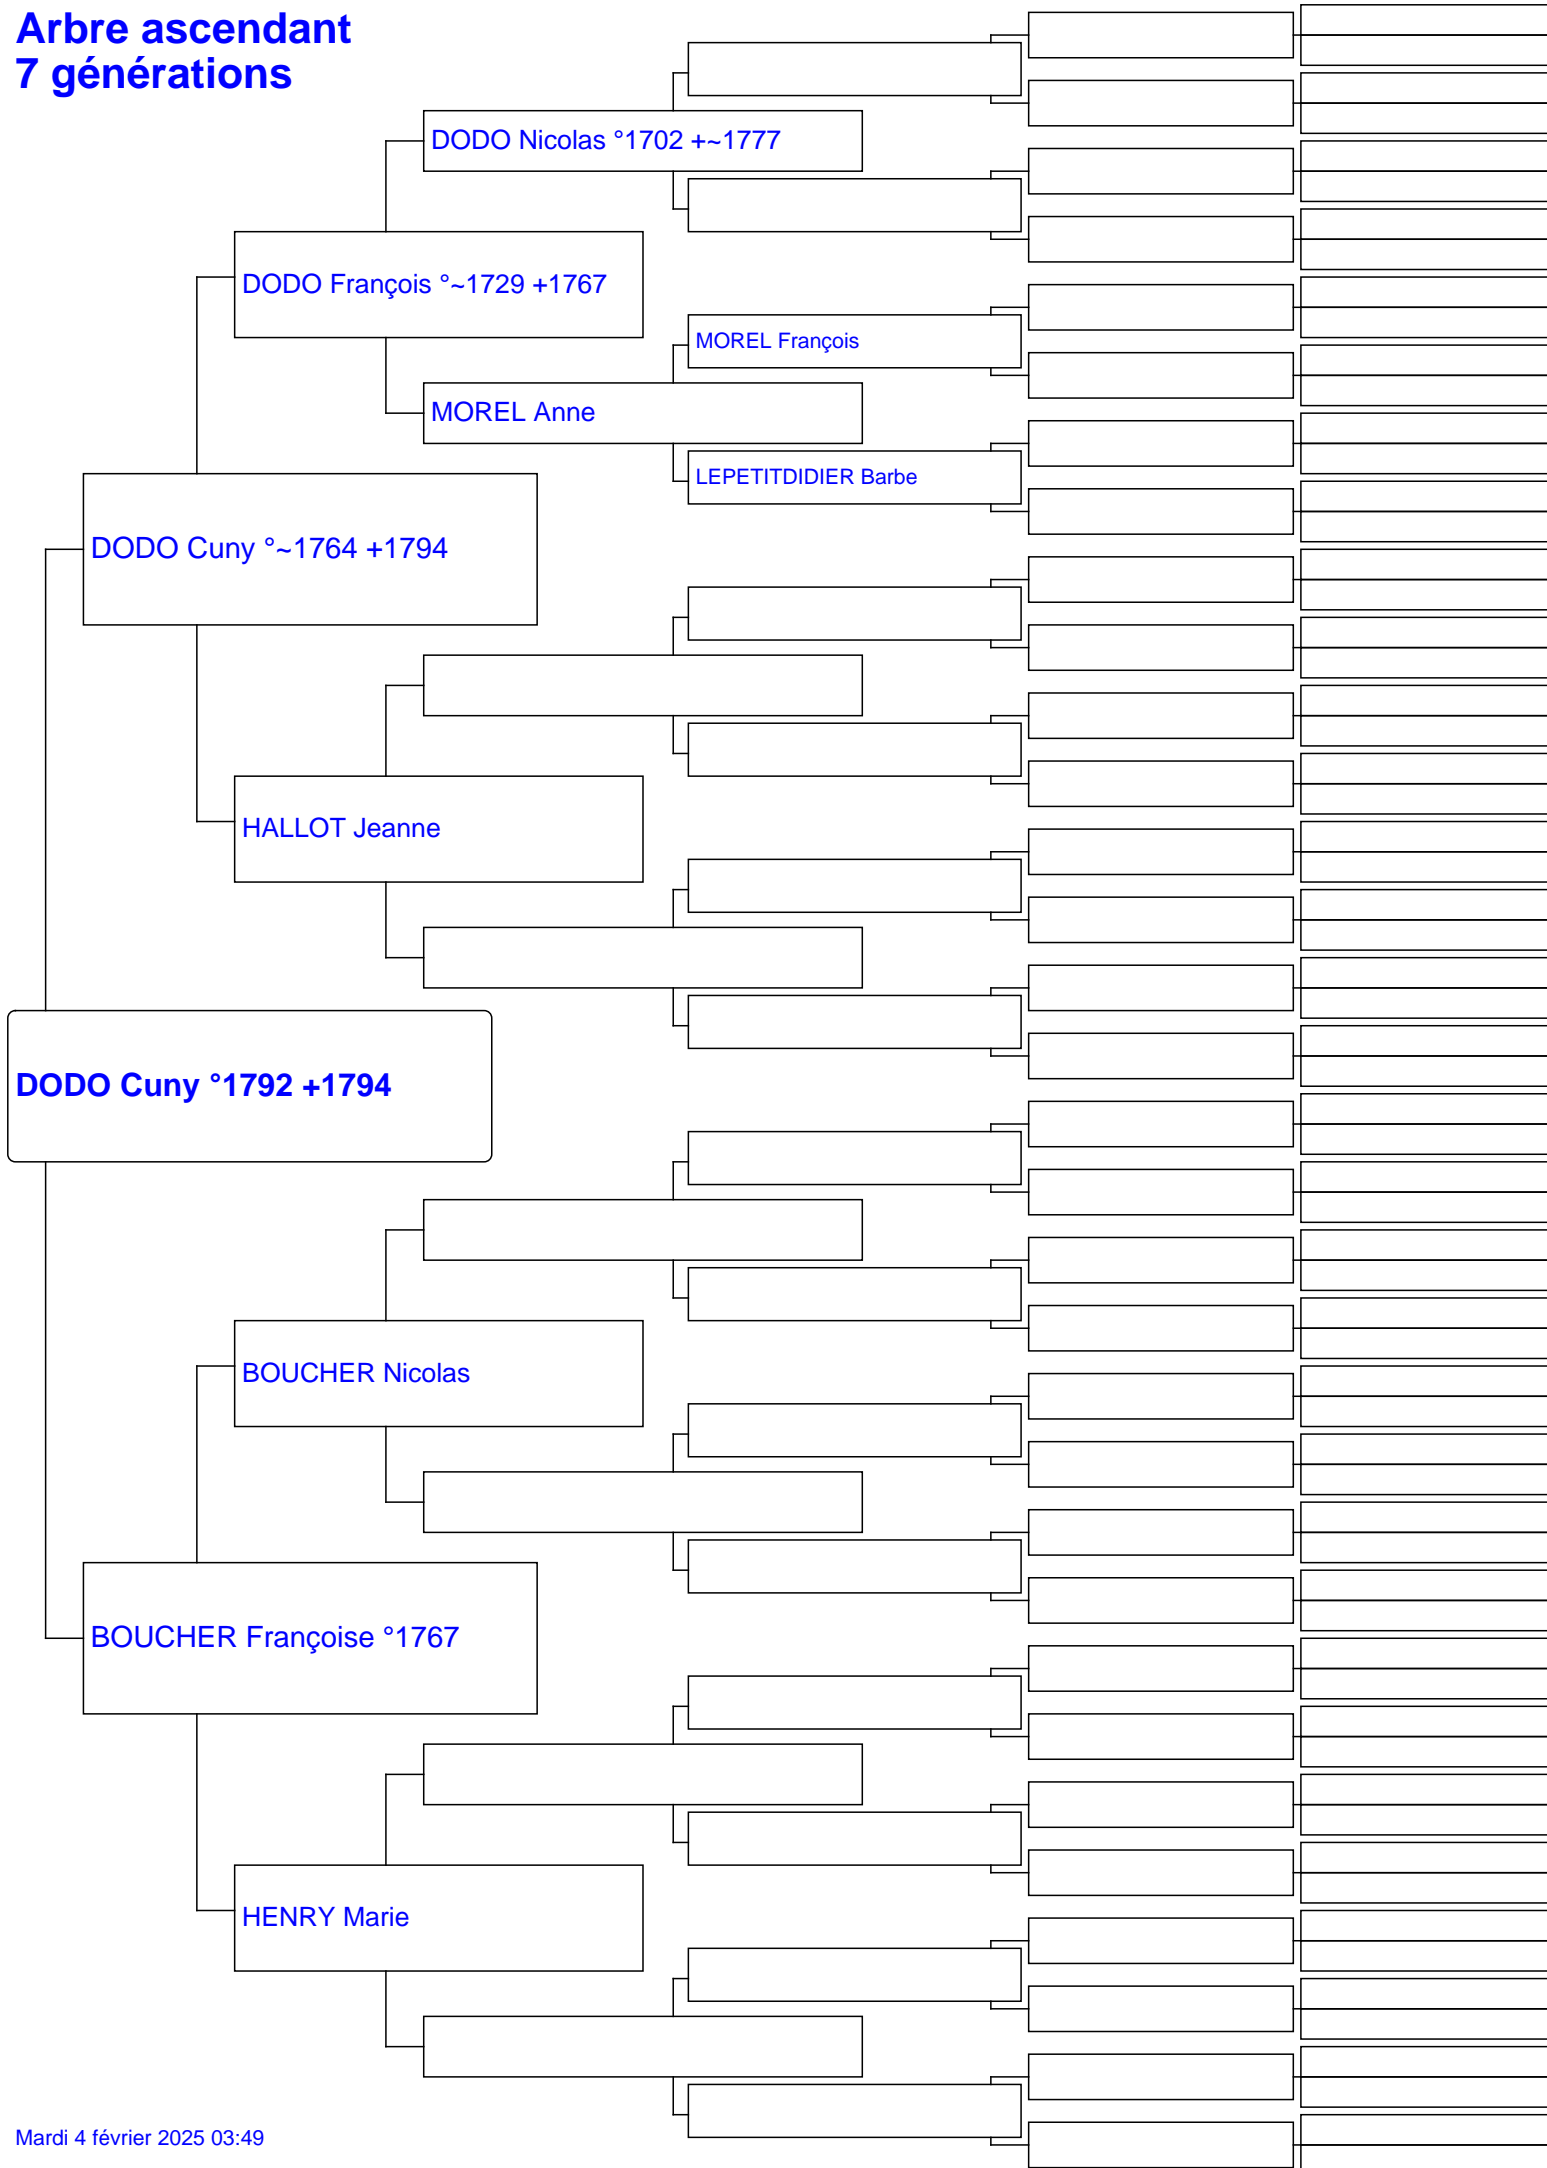 Arbre ascendant
7 générations
DODO Nicolas °1702 +~1777
DODO François °~1729 +1767
MOREL François
MOREL Anne
LEPETITDIDIER Barbe
DODO Cuny °~1764 +1794
HALLOT Jeanne
DODO Cuny °1792 +1794
BOUCHER Nicolas
BOUCHER Françoise °1767
HENRY Marie
Mardi 4 février 2025 03:49